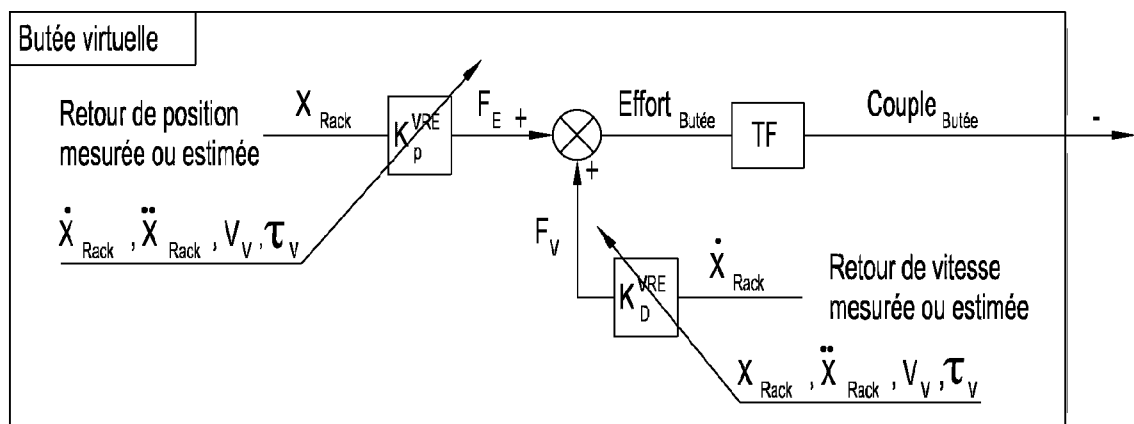 Butée virtuelle
Retour de position
mesurée ou estimée
X Rack
K p VRE
F E +
Effort Butée
TF
Couple Butée
-
Ẋ Rack , Ẍ Rack , V V , τ V
+
F V
K D VRE
Ẋ Rack
Retour de vitesse
mesurée ou estimée
X Rack , Ẍ Rack , V V , τ V